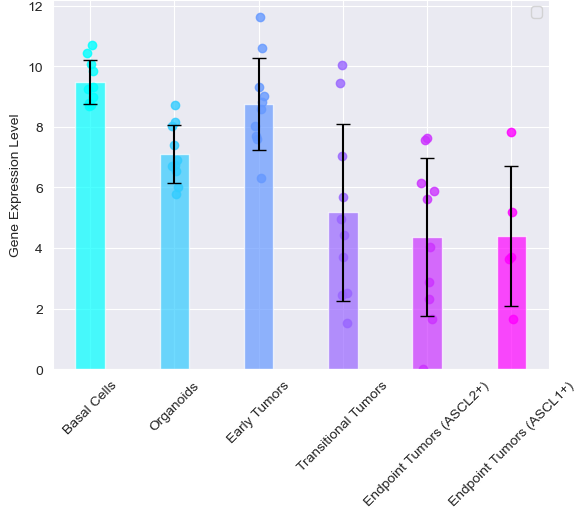 Gene Expression Level
12
10
8
6
4
2
0
Basal Cells
Organoids
Early Tumors
Transitional Tumors
Endpoint Tumors (ASCL2+)
Endpoint Tumors (ASCL1+)